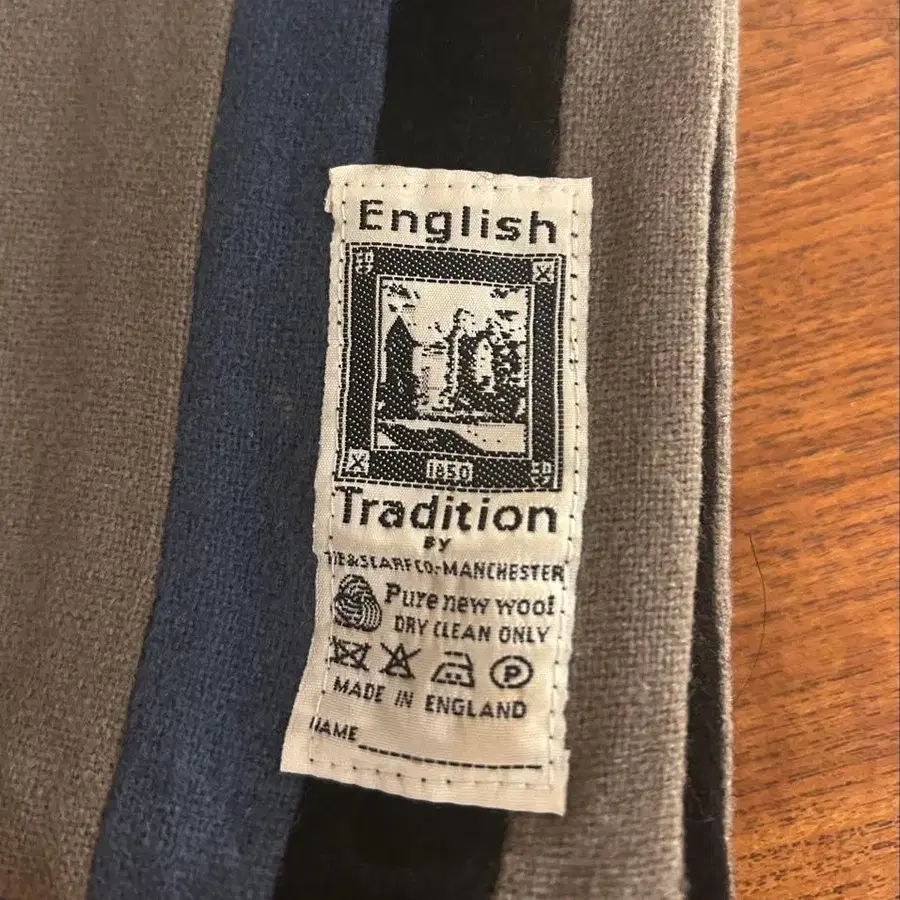 English
1850
Tradition
BY
TIE&SCARFCO.-MANCHESTER
Pure new wool
DRY CLEAN ONLY
P
MADE IN ENGLAND
NAME